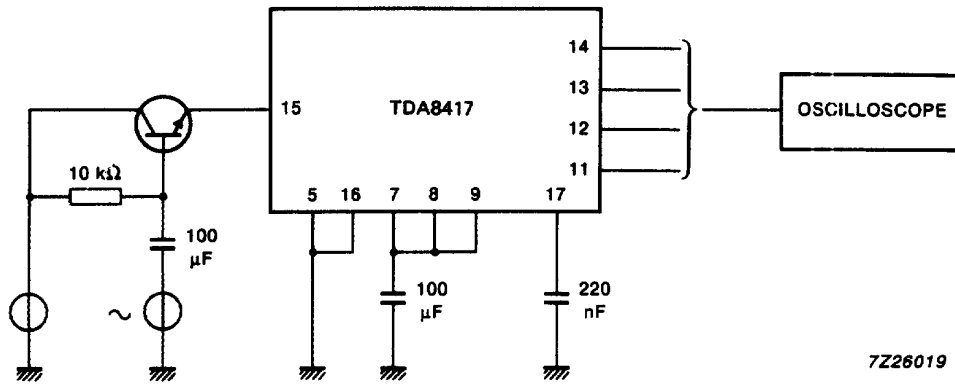 14
13
15
TDA8417
OSCILLOSCOPE
12
11
10 kΩ
5
16
7
8
9
17
100
μF
~
100
μF
220
nF
7Z26019